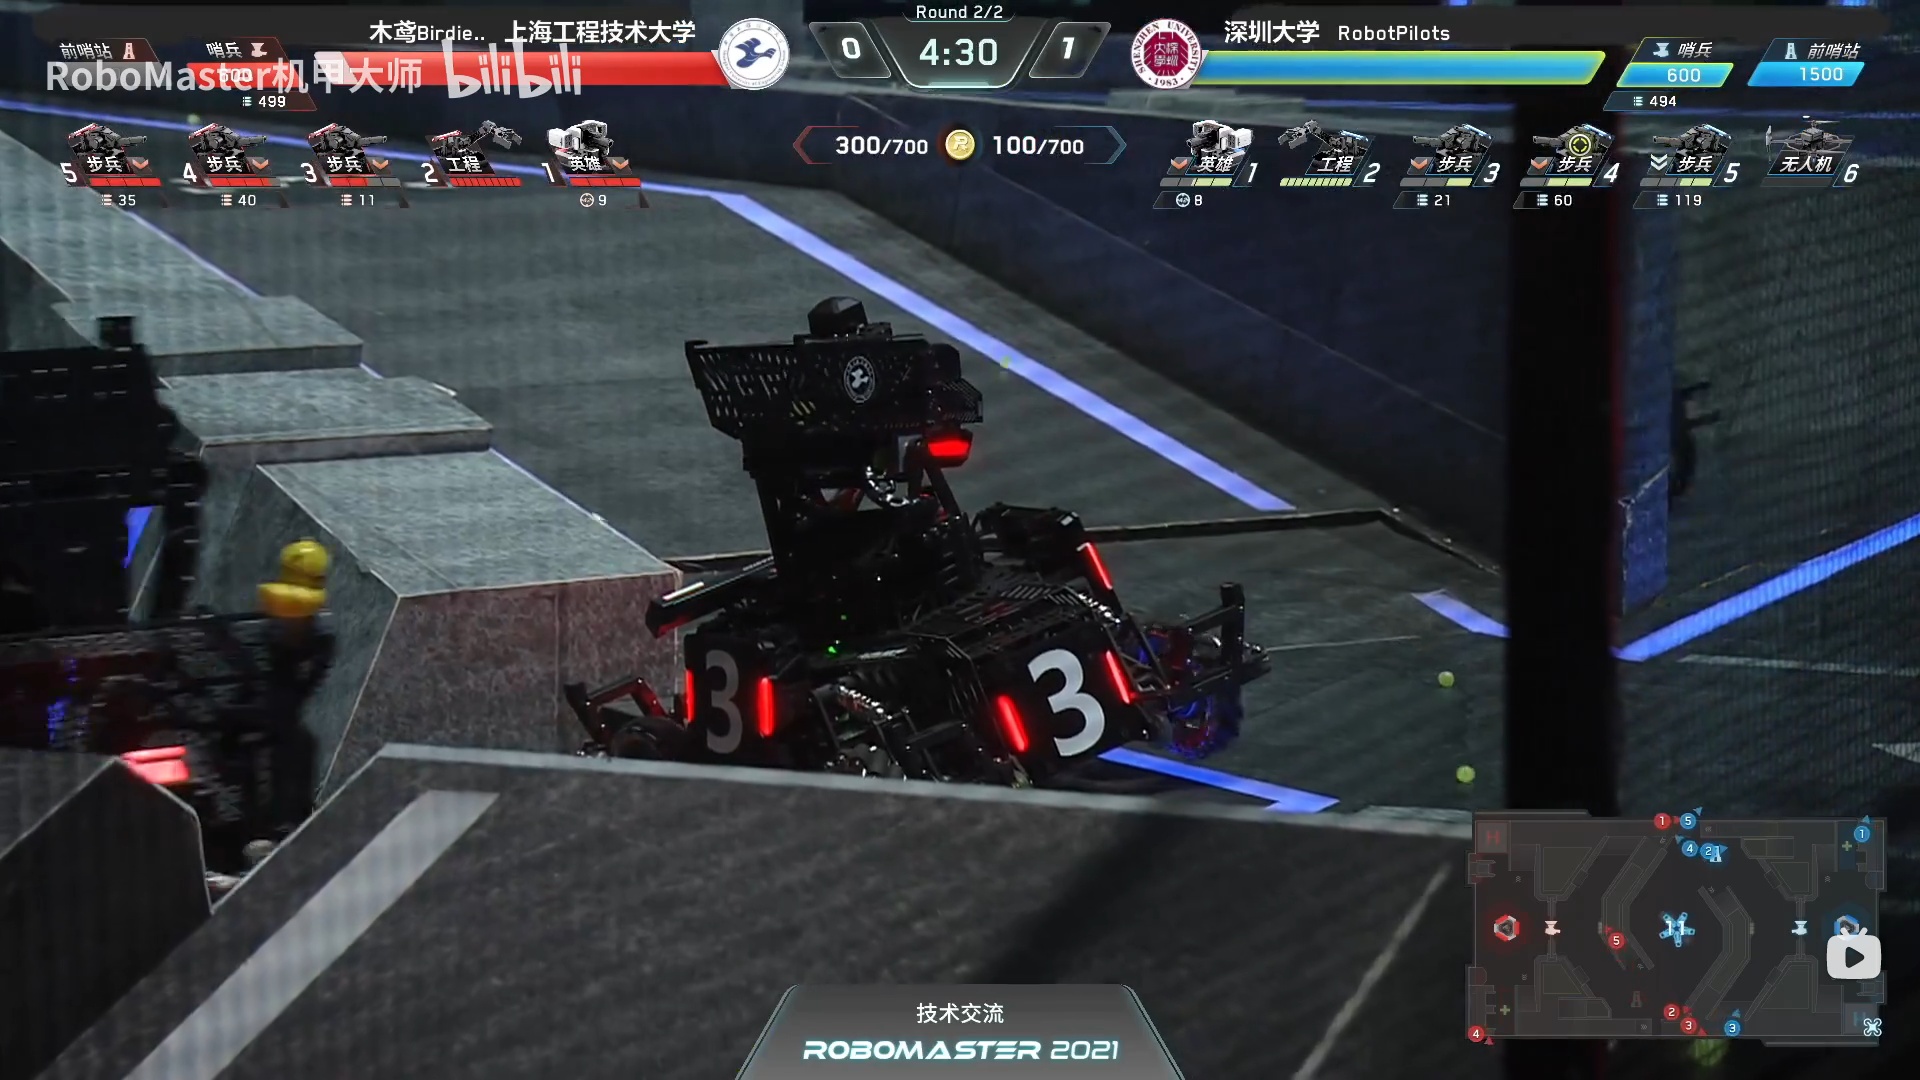 Round 2/2
木鸢Birdie.. 上海工程技术大学
0
4:30
1
深圳大学 RobotPilots
前哨站
哨兵
600
499
哨兵
600
494
前哨站
1500
RoboMaster机甲大师 bilibili
300/700
100/700
5 步兵
35
4 步兵
40
3 步兵
11
2 工程
1 英雄
9
英雄 1
8
工程 2
步兵 3
21
步兵 4
60
步兵 5
119
无人机 6
3
3
技术交流
ROBOMASTER 2021